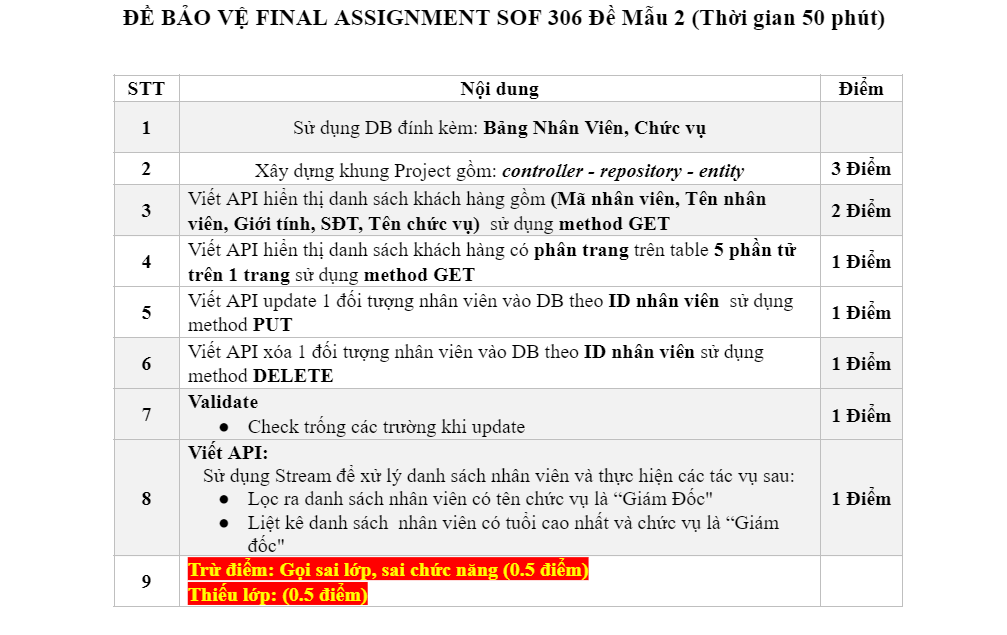 ĐỀ BẢO VỆ FINAL ASSIGNMENT SOF 306 Đề Mẫu 2 (Thời gian 50 phút)
STT Nội dung Điểm
1 Sử dụng DB đính kèm: Bảng Nhân Viên, Chức vụ
2 Xây dựng khung Project gồm: controller - repository - entity 3 Điểm
3 Viết API hiển thị danh sách khách hàng gồm (Mã nhân viên, Tên nhân
viên, Giới tính, SĐT, Tên chức vụ) sử dụng method GET 2 Điểm
4 Viết API hiển thị danh sách khách hàng có phân trang trên table 5 phần tử
trên 1 trang sử dụng method GET 1 Điểm
5 Viết API update 1 đối tượng nhân viên vào DB theo ID nhân viên sử dụng
method PUT 1 Điểm
6 Viết API xóa 1 đối tượng nhân viên vào DB theo ID nhân viên sử dụng
method DELETE 1 Điểm
7 Validate
● Check trống các trường khi update 1 Điểm
8 Viết API:
Sử dụng Stream để xử lý danh sách nhân viên và thực hiện các tác vụ sau:
● Lọc ra danh sách nhân viên có tên chức vụ là “Giám Đốc" 1 Điểm
● Liệt kê danh sách nhân viên có tuổi cao nhất và chức vụ là “Giám
đốc"
9 Trừ điểm: Gọi sai lớp, sai chức năng (0.5 điểm)
Thiếu lớp: (0.5 điểm)